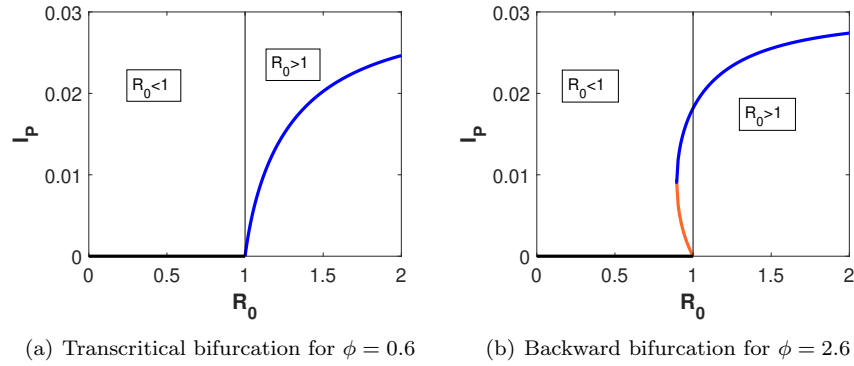 0.03
0.02
0.01
0
I_P
R_0<1
R_0>1
0 0.5 1 1.5 2
R_0
(a) Transcritical bifurcation for ϕ = 0.6
0.03
0.02
0.01
0
I_P
R_0<1
R_0>1
0 0.5 1 1.5 2
R_0
(b) Backward bifurcation for ϕ = 2.6